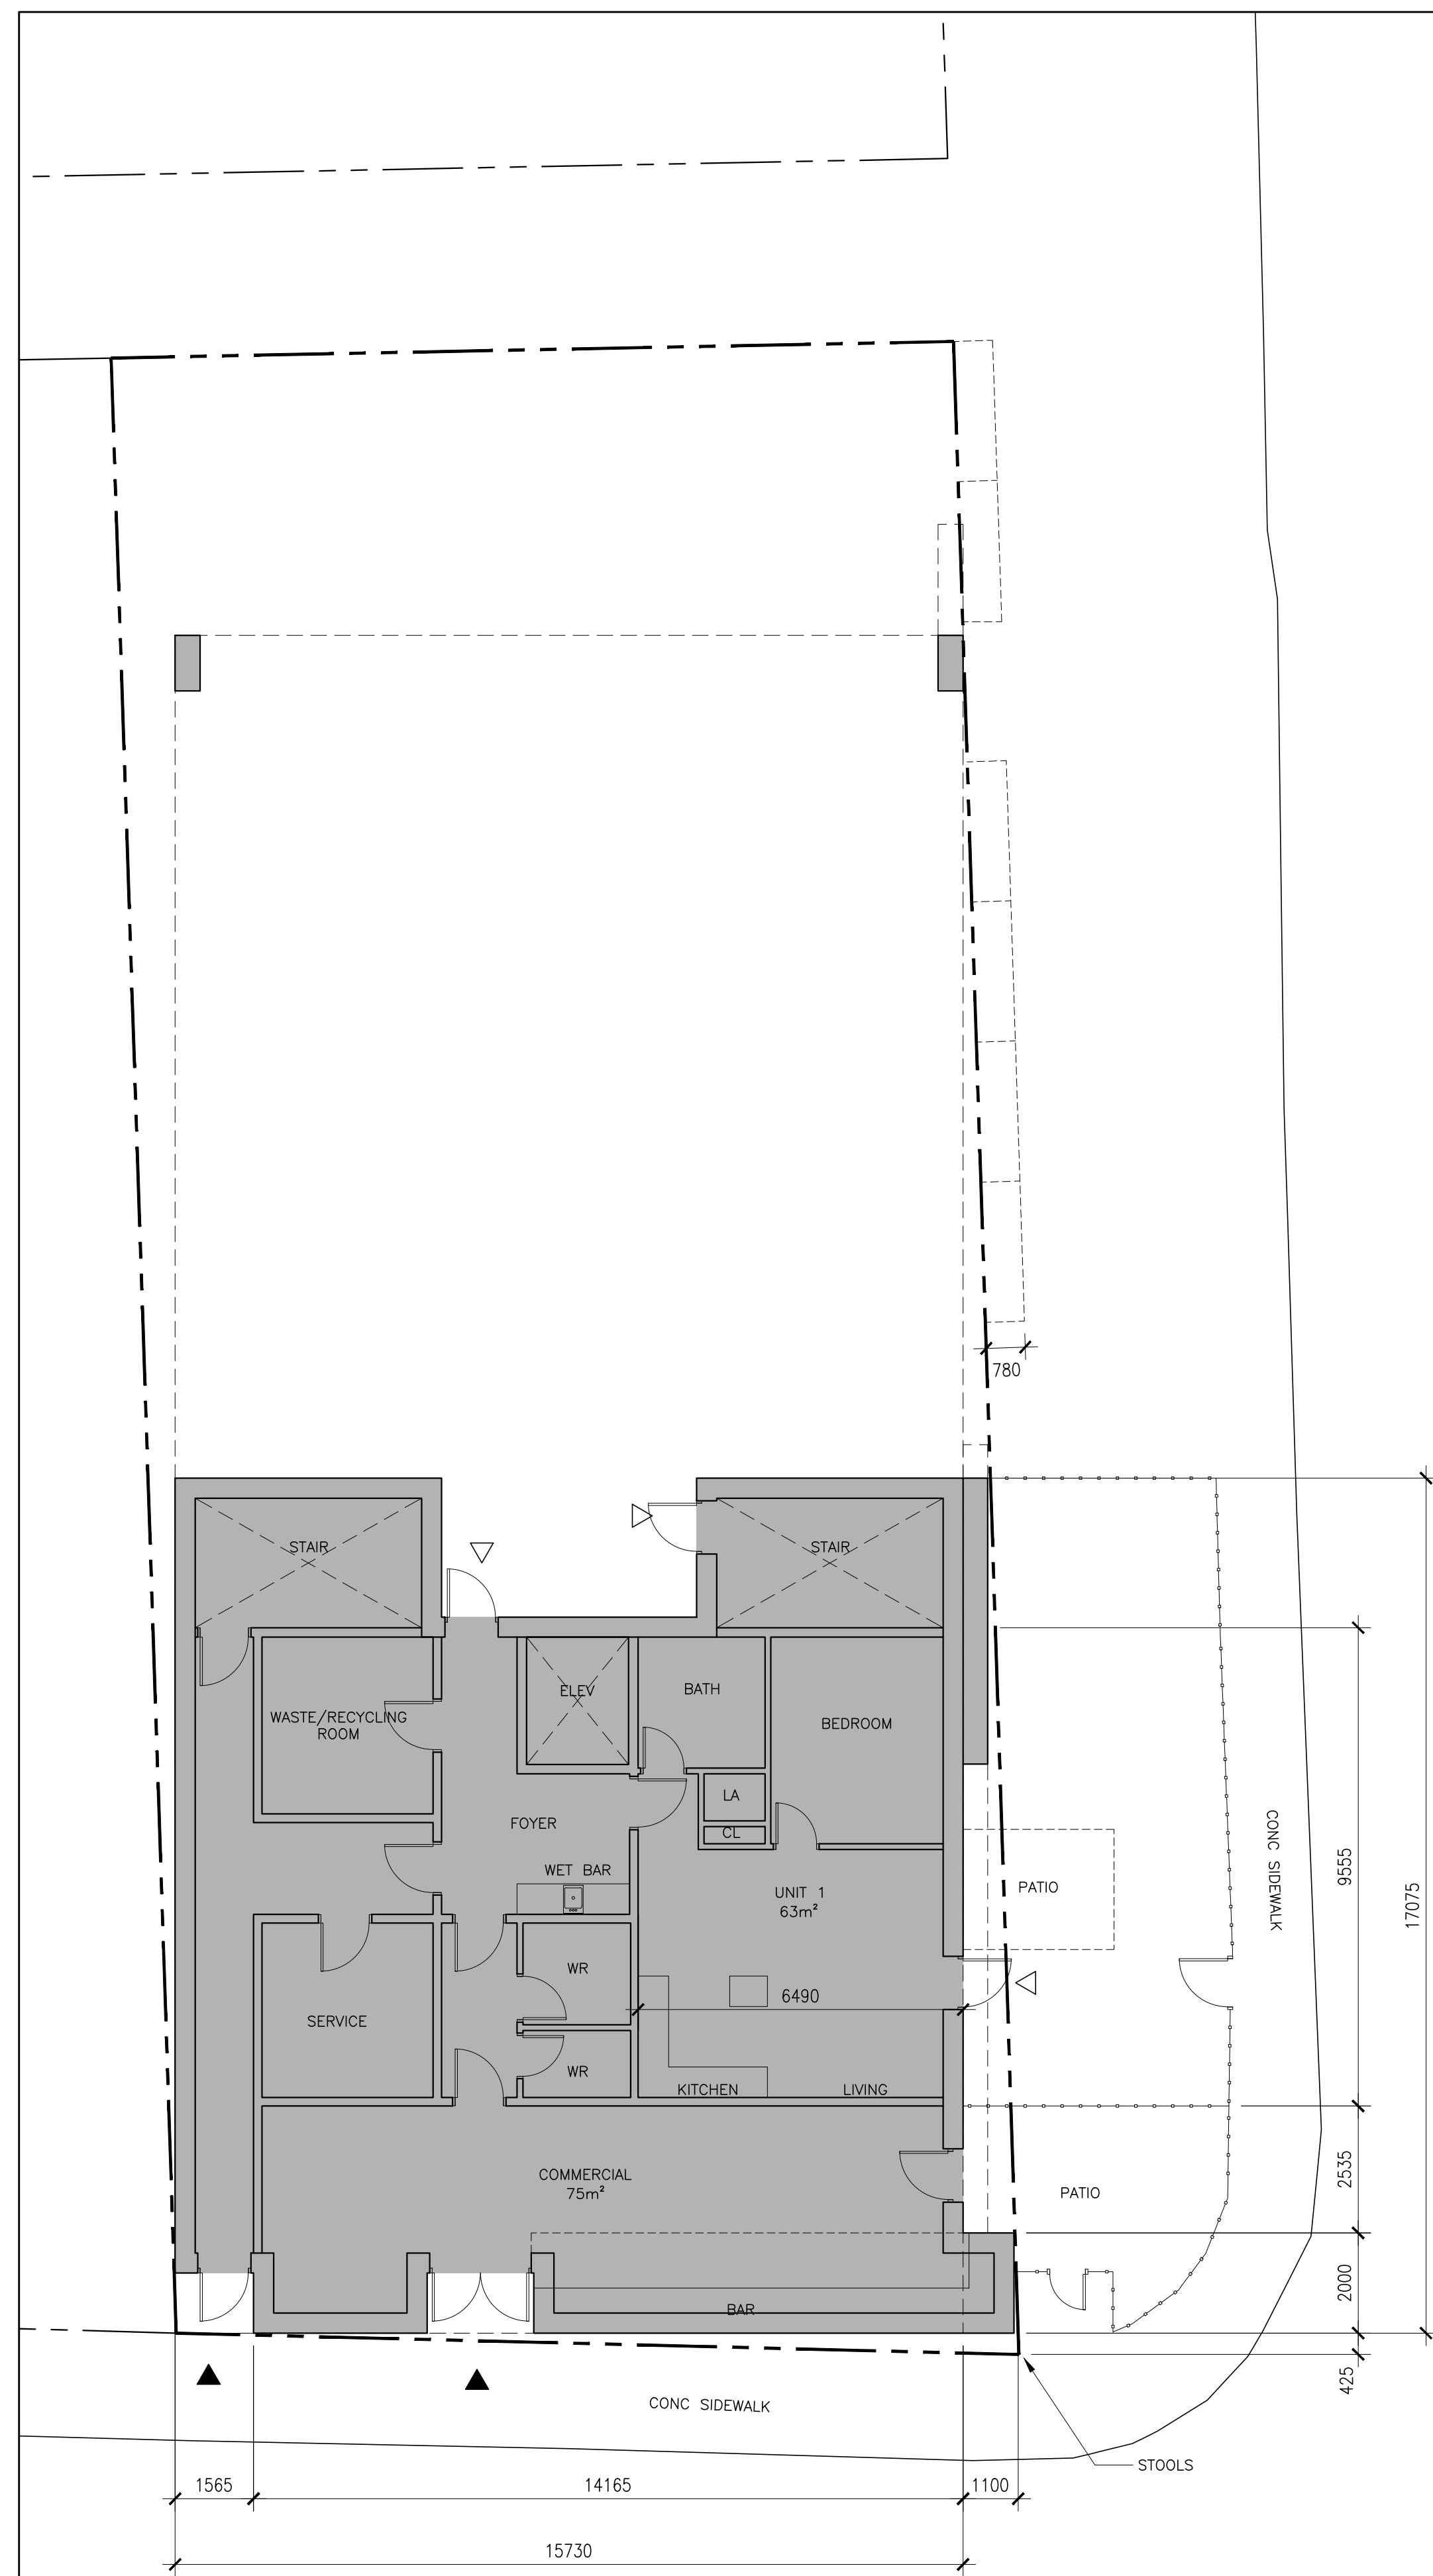 780
STAIR
STAIR
ELEV
BATH
WASTE/RECYCLING
ROOM
BEDROOM
LA
CL
FOYER
WET BAR
UNIT 1
63m²
PATIO
CONC SIDEWALK
9555
17075
WR
6490
SERVICE
WR
KITCHEN
LIVING
COMMERCIAL
75m²
PATIO
2535
2000
BAR
425
CONC SIDEWALK
STOOLS
1565
14165
1100
15730